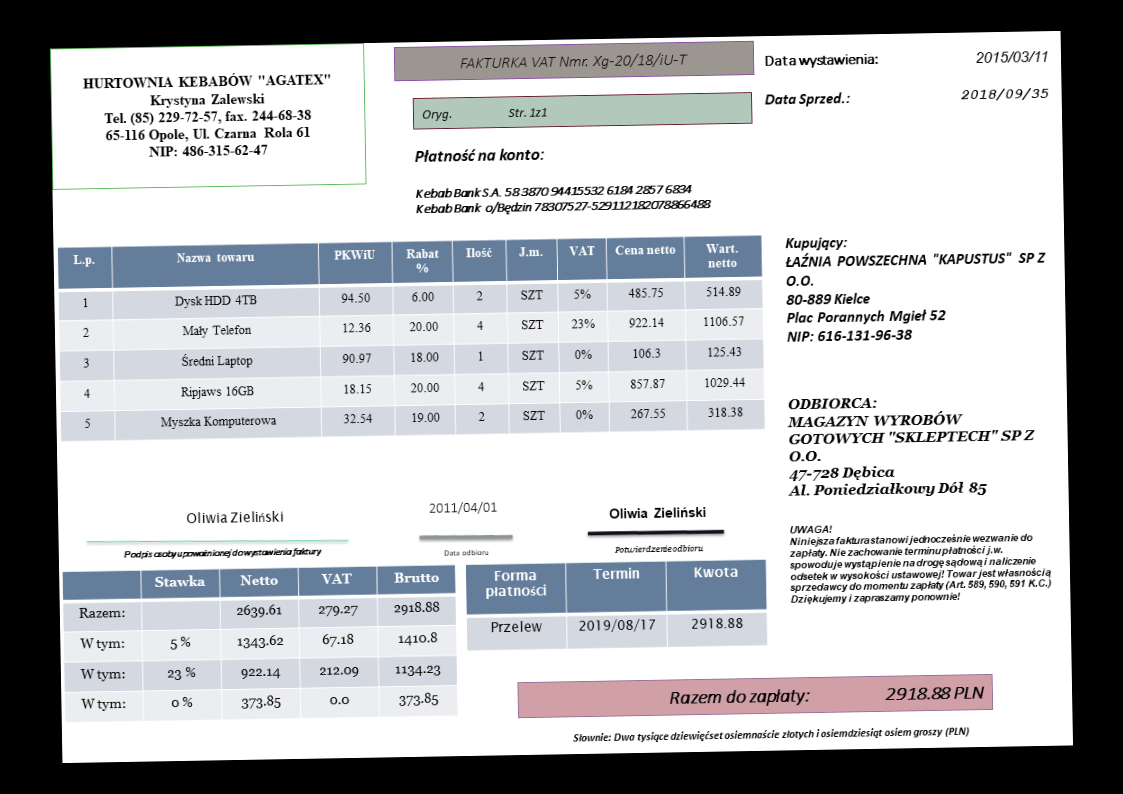 HURTOWNIA KEBABÓW "AGATEX"
Krystyna Zalewski
Tel. (85) 229-72-57, fax. 244-68-38
65-116 Opole, Ul. Czarna Rola 61
NIP: 486-315-62-47
FAKTURKA VAT Nmr. Xg-20/18/iU-T
Oryg. Str. 1z1
Data wystawienia: 2015/03/11
Data Sprzed.: 2018/09/35
Płatność na konto:
Kebab Bank S.A. 58 3870 94415532 6184 2857 6834
Kebab Bank o/Będzin 78307527-529112182078866488
L.p. Nazwa towaru PKWiU Rabat % Ilość J.m. VAT Cena netto Wart. netto
1 Dysk HDD 4TB 94.50 6.00 2 SZT 5% 485.75 514.89
2 Mały Telefon 12.36 20.00 4 SZT 23% 922.14 1106.57
3 Średni Laptop 90.97 18.00 1 SZT 0% 106.3 125.43
4 Ripjaws 16GB 18.15 20.00 4 SZT 5% 857.87 1029.44
5 Myszka Komputerowa 32.54 19.00 2 SZT 0% 267.55 318.38
Kupujący:
ŁAŹNIA POWSZECHNA "KAPUSTUS" SP Z
O.O.
80-889 Kielce
Plac Porannych Mgieł 52
NIP: 616-131-96-38
ODBIORCA:
MAGAZYN WYROBÓW
GOTOWYCH "SKLEPTECH" SP Z
O.O.
47-728 Dębica
Al. Poniedziałkowy Dół 85
Oliwia Zieliński
Podpis osoby upoważnionej do wystawienia faktury
2011/04/01
Data odbioru
Oliwia Zieliński
Potwierdzenie odbioru
UWAGA!
Niniejsza faktura stanowi jednocześnie wezwanie do
zapłaty. Nie zachowanie terminu płatności j.w.
spowoduje wystąpienie na drogę sądową i naliczenie
odsetek w wysokości ustawowej! Towar jest własnością
sprzedawcy do momentu zapłaty (Art. 589, 590, 591 K.C.)
Dziękujemy i zapraszamy ponownie!
Stawka Netto VAT Brutto
Razem: 2639.61 279.27 2918.88
W tym: 5 % 1343.62 67.18 1410.8
W tym: 23 % 922.14 212.09 1134.23
W tym: 0 % 373.85 0.0 373.85
Forma płatności Termin Kwota
Przelew 2019/08/17 2918.88
Razem do zapłaty: 2918.88 PLN
Słownie: Dwa tysiące dziewięćset osiemnaście złotych i osiemdziesiąt osiem groszy (PLN)